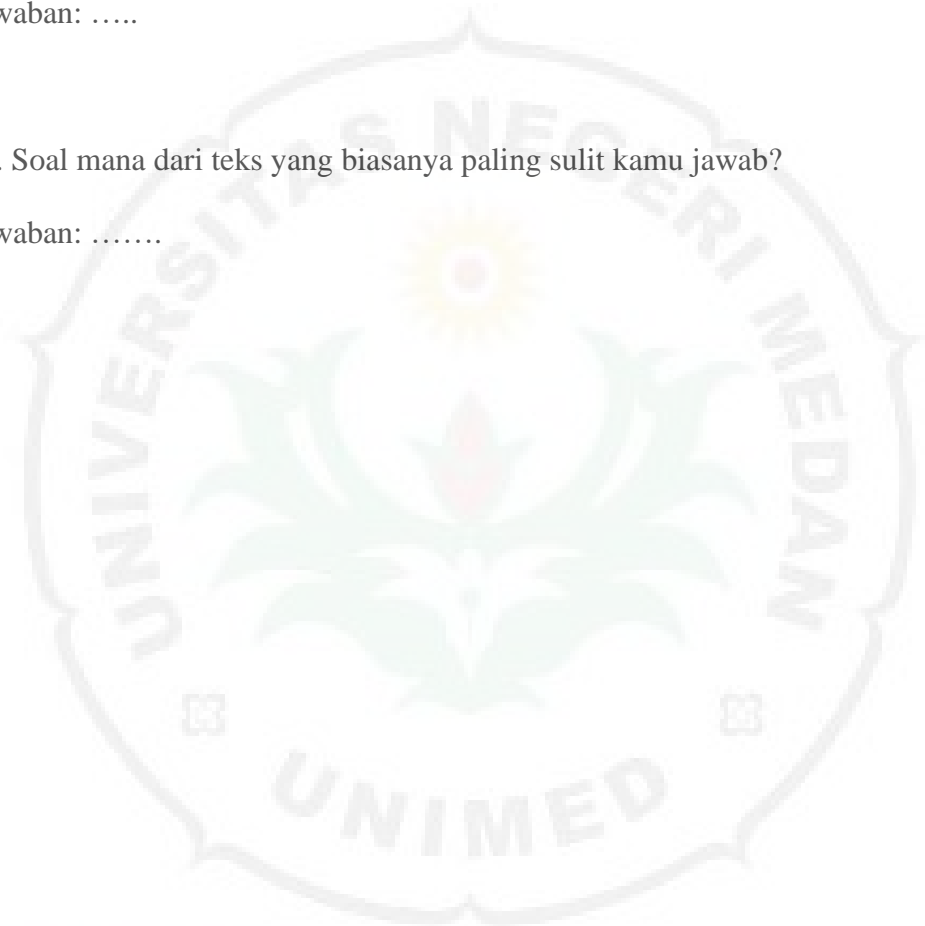 waban: …..
. Soal mana dari teks yang biasanya paling sulit kamu jawab?
waban: …….
UNIVERSITAS NEGERI MEDAN
UNIMED